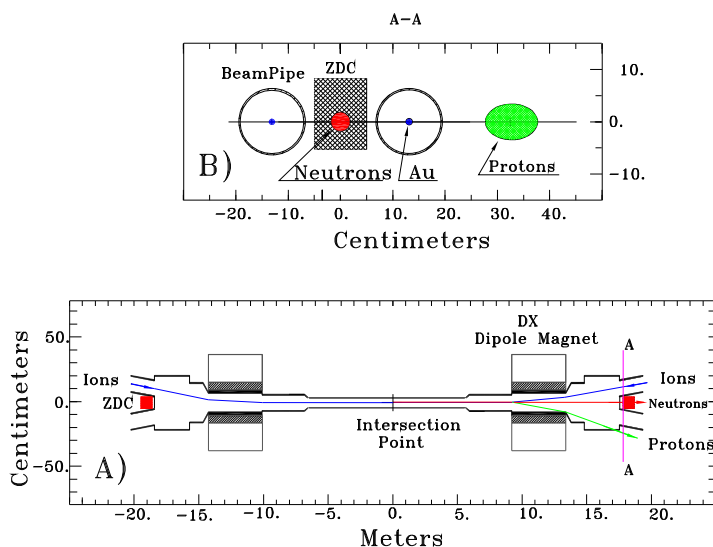 A-A
BeamPipe
ZDC
10.
0.
-10.
B)
Neutrons
Au
Protons
-20. -10. 0. 10. 20. 30. 40.
Centimeters
DX
Dipole Magnet
50.
0.
-50.
Centimeters
Ions
ZDC
A)
Intersection
Point
A
Ions
Neutrons
Protons
A
-20. -15. -10. -5. 0. 5. 10. 15. 20.
Meters